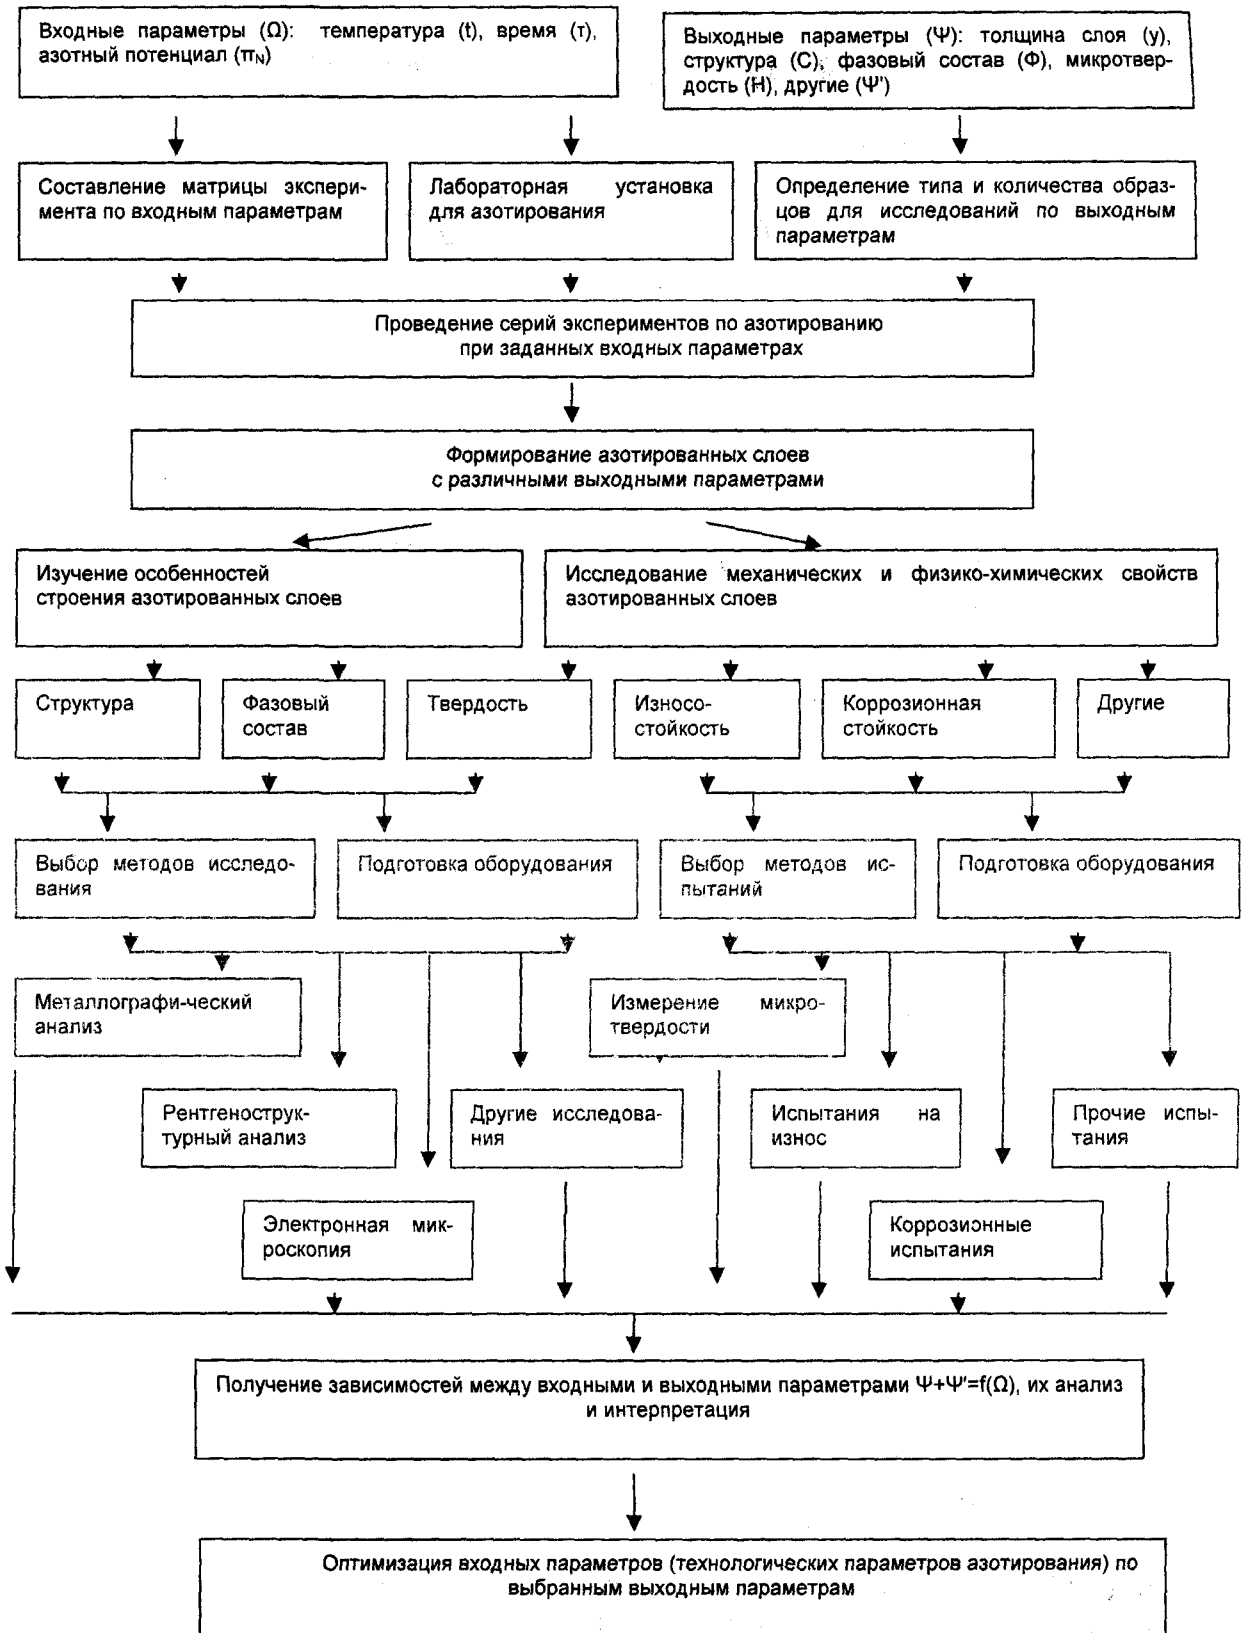 Входные параметры (Ω): температура (t), время (τ),
азотный потенциал (π_N)
Выходные параметры (Ψ): толщина слоя (у),
структура (С), фазовый состав (Ф), микротвер-
дость (Н), другие (Ψ')
Составление матрицы экспери-
мента по входным параметрам
Лабораторная установка
для азотирования
Определение типа и количества образ-
цов для исследований по выходным
параметрам
Проведение серий экспериментов по азотированию
при заданных входных параметрах
Формирование азотированных слоев
с различными выходными параметрами
Изучение особенностей
строения азотированных слоев
Исследование механических и физико-химических свойств
азотированных слоев
Структура
Фазовый
состав
Твердость
Износо-
стойкость
Коррозионная
стойкость
Другие
Выбор методов исследо-
вания
Подготовка оборудования
Выбор методов ис-
пытаний
Подготовка оборудования
Металлографи-ческий
анализ
Измерение микро-
твердости
Рентгенострук-
турный анализ
Другие исследова-
ния
Испытания на
износ
Прочие испы-
тания
Электронная мик-
роскопия
Коррозионные
испытания
Получение зависимостей между входными и выходными параметрами Ψ+Ψ'=f(Ω), их анализ
и интерпретация
Оптимизация входных параметров (технологических параметров азотирования) по
выбранным выходным параметрам